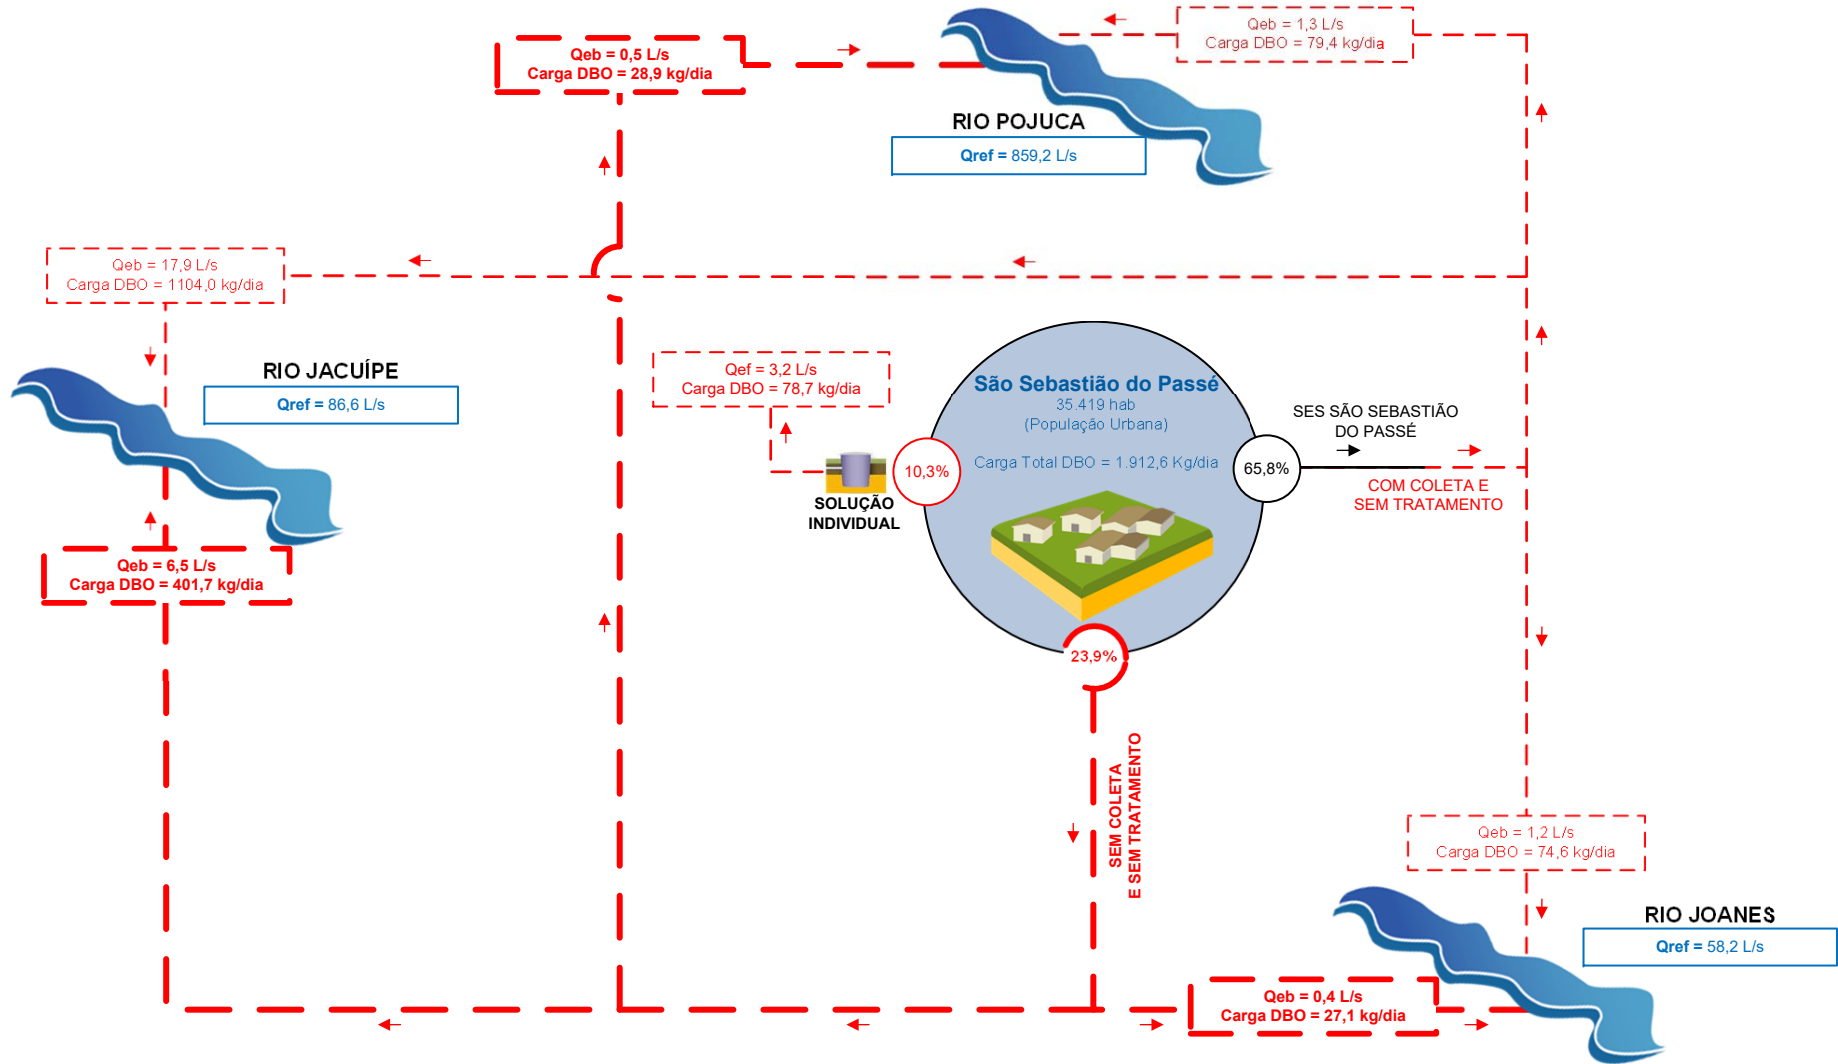 Qeb = 0,5 L/s
Carga DBO = 28,9 kg/dia
Qeb = 1,3 L/s
Carga DBO = 79,4 kg/dia
RIO POJUCA
Qref = 859,2 L/s
Qeb = 17,9 L/s
Carga DBO = 1104,0 kg/dia
RIO JACUÍPE
Qref = 86,6 L/s
Qef = 3,2 L/s
Carga DBO = 78,7 kg/dia
São Sebastião do Passé
35.419 hab
(População Urbana)
Carga Total DBO = 1.912,6 Kg/dia
10,3%
SOLUÇÃO
INDIVIDUAL
65,8%
SES SÃO SEBASTIÃO
DO PASSÉ
COM COLETA E
SEM TRATAMENTO
Qeb = 6,5 L/s
Carga DBO = 401,7 kg/dia
23,9%
SEM COLETA
E SEM TRATAMENTO
Qeb = 1,2 L/s
Carga DBO = 74,6 kg/dia
RIO JOANES
Qref = 58,2 L/s
Qeb = 0,4 L/s
Carga DBO = 27,1 kg/dia